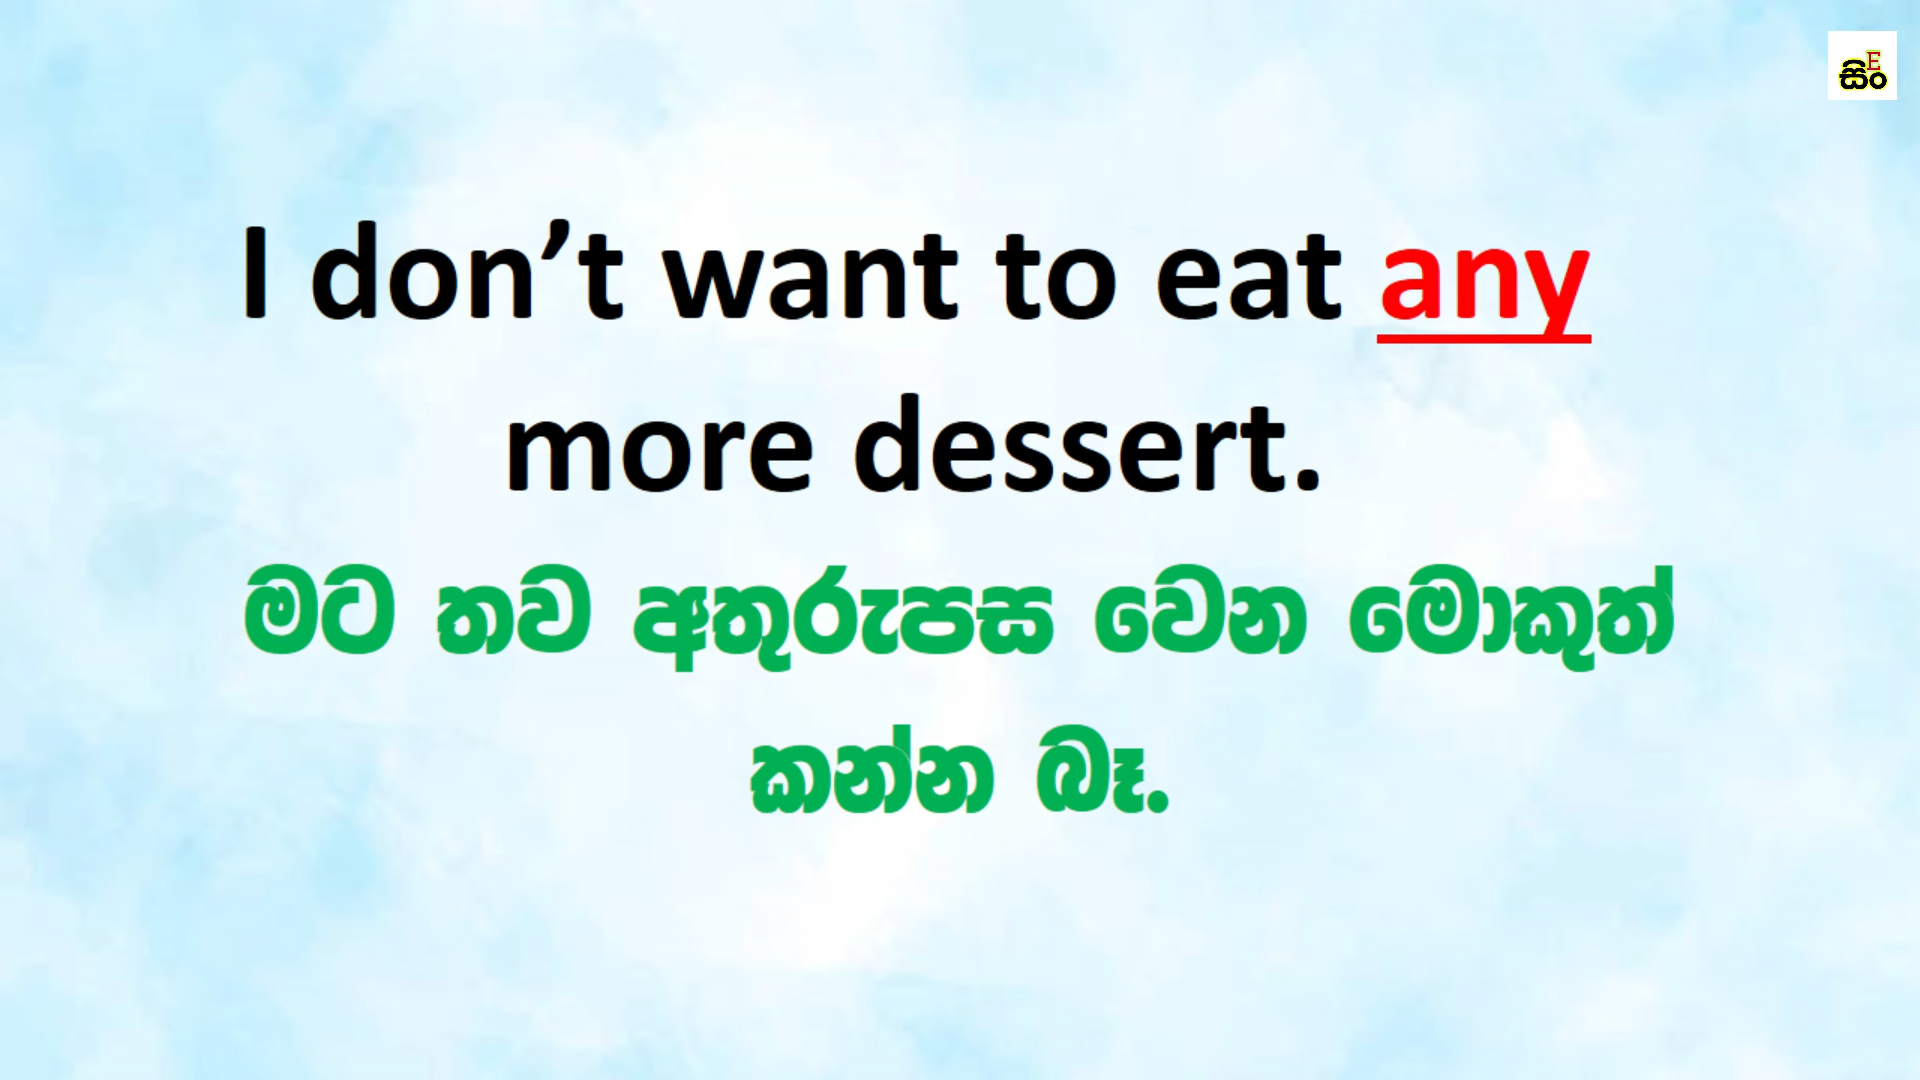 සිංE
I don’t want to eat any
more dessert.
මට තව අතුරුපස වෙන මොකුත්
කන්න බෑ.